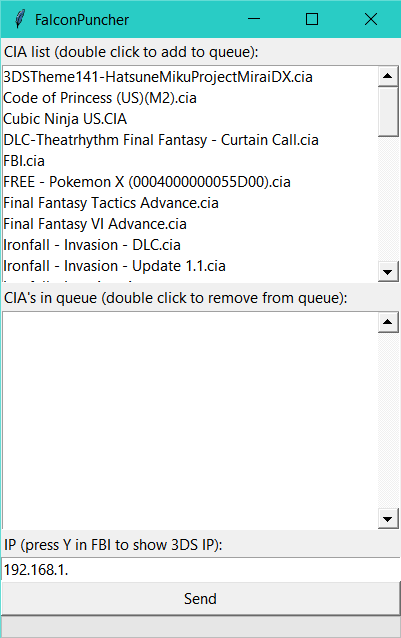 FalconPuncher
CIA list (double click to add to queue):
3DSTheme141-HatsuneMikuProjectMiraiDX.cia
Code of Princess (US)(M2).cia
Cubic Ninja US.CIA
DLC-Theatrhythm Final Fantasy - Curtain Call.cia
FBI.cia
FREE - Pokemon X (0004000000055D00).cia
Final Fantasy Tactics Advance.cia
Final Fantasy VI Advance.cia
Ironfall - Invasion - DLC.cia
Ironfall - Invasion - Update 1.1.cia
CIA's in queue (double click to remove from queue):
IP (press Y in FBI to show 3DS IP):
192.168.1.
Send